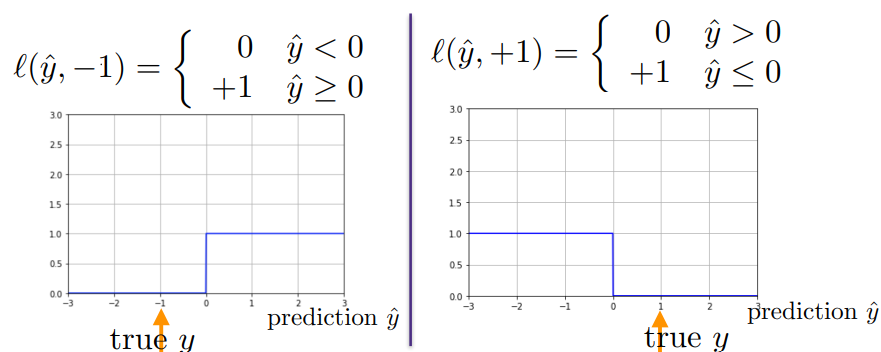 ℓ(ŷ, −1) = { 0 ŷ < 0
+1 ŷ ≥ 0
3.0
2.5
2.0
1.5
1.0
0.5
0.0
−3 −2 −1 0 1 2 3
prediction ŷ
true y
ℓ(ŷ, +1) = { 0 ŷ > 0
+1 ŷ ≤ 0
3.0
2.5
2.0
1.5
1.0
0.5
0.0
−3 −2 −1 0 1 2 3
prediction ŷ
true y